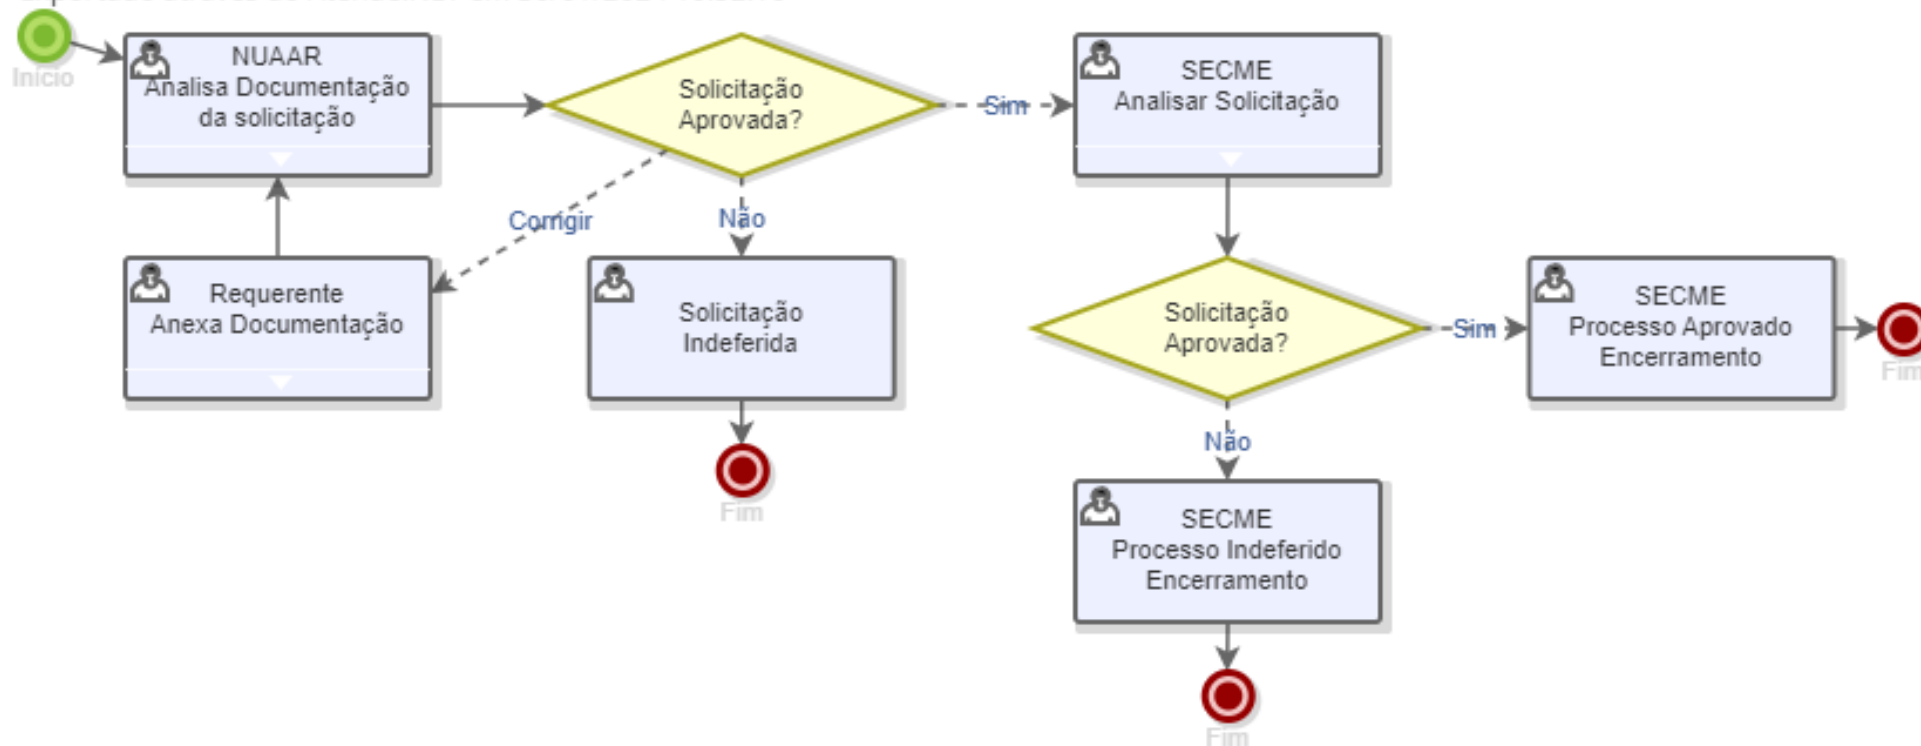 Início
NUAAR
Analisa Documentação
da solicitação
Solicitação
Aprovada?
Sim
SECME
Analisar Solicitação
Corrigir
Não
Requerente
Anexa Documentação
Solicitação
Indeferida
Solicitação
Aprovada?
Sim
SECME
Processo Aprovado
Encerramento
Fim
Não
Fim
SECME
Processo Indeferido
Encerramento
Fim